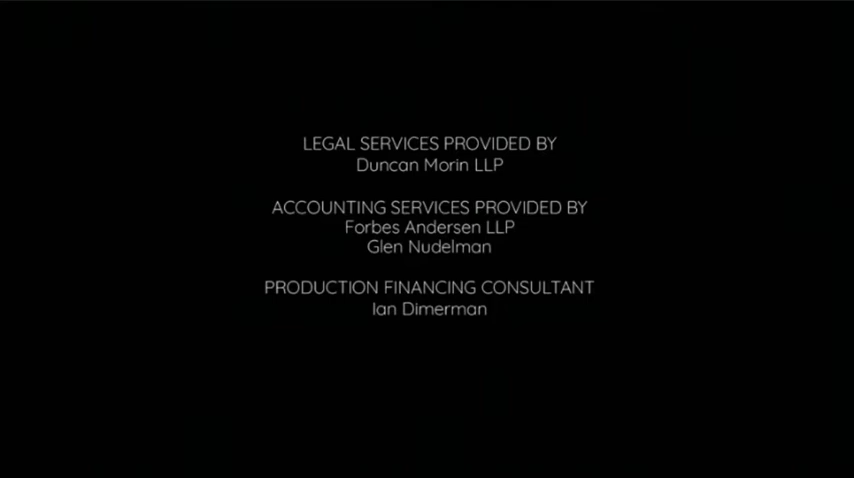 LEGAL SERVICES PROVIDED BY
Duncan Morin LLP
ACCOUNTING SERVICES PROVIDED BY
Forbes Andersen LLP
Glen Nudelman
PRODUCTION FINANCING CONSULTANT
Ian Dimerman